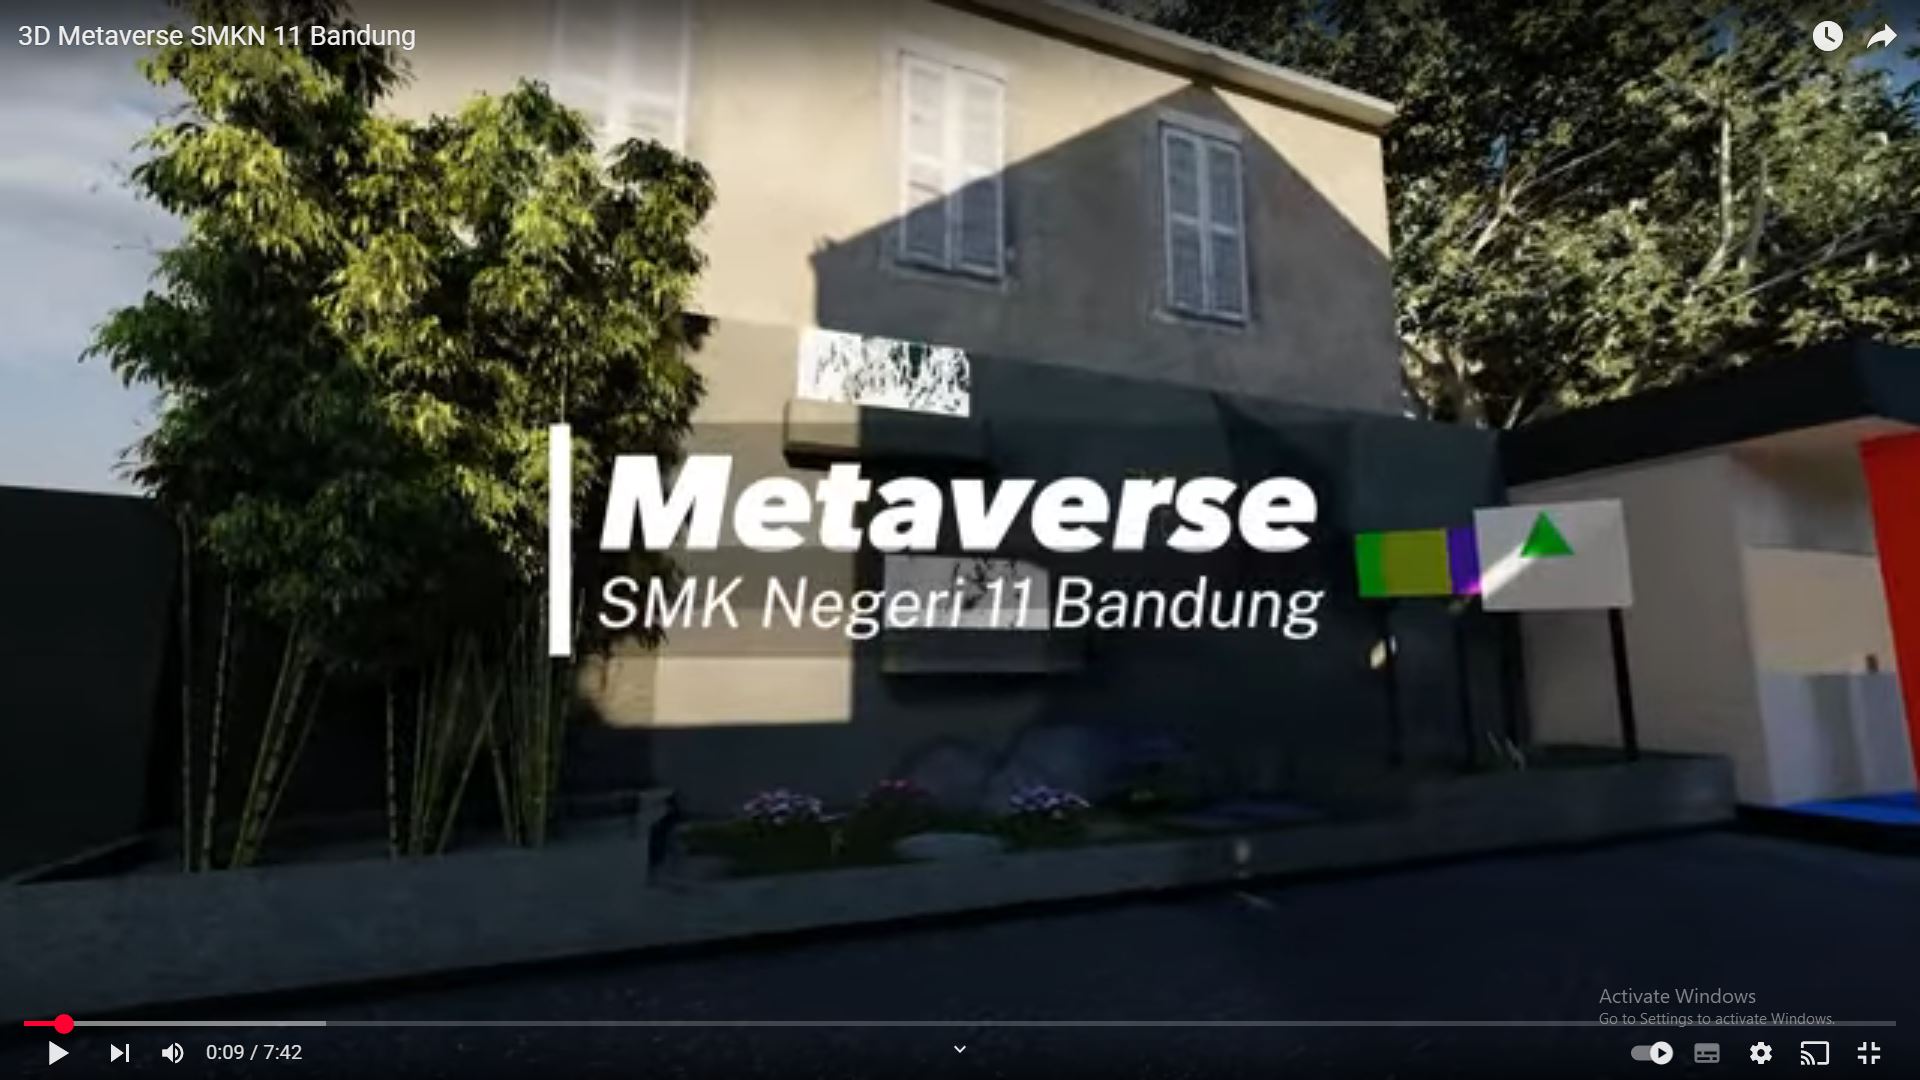 3D Metaverse SMKN 11 Bandung
Metaverse
SMK Negeri 11 Bandung
Activate Windows
Go to Settings to activate Windows.
0:09 / 7:42